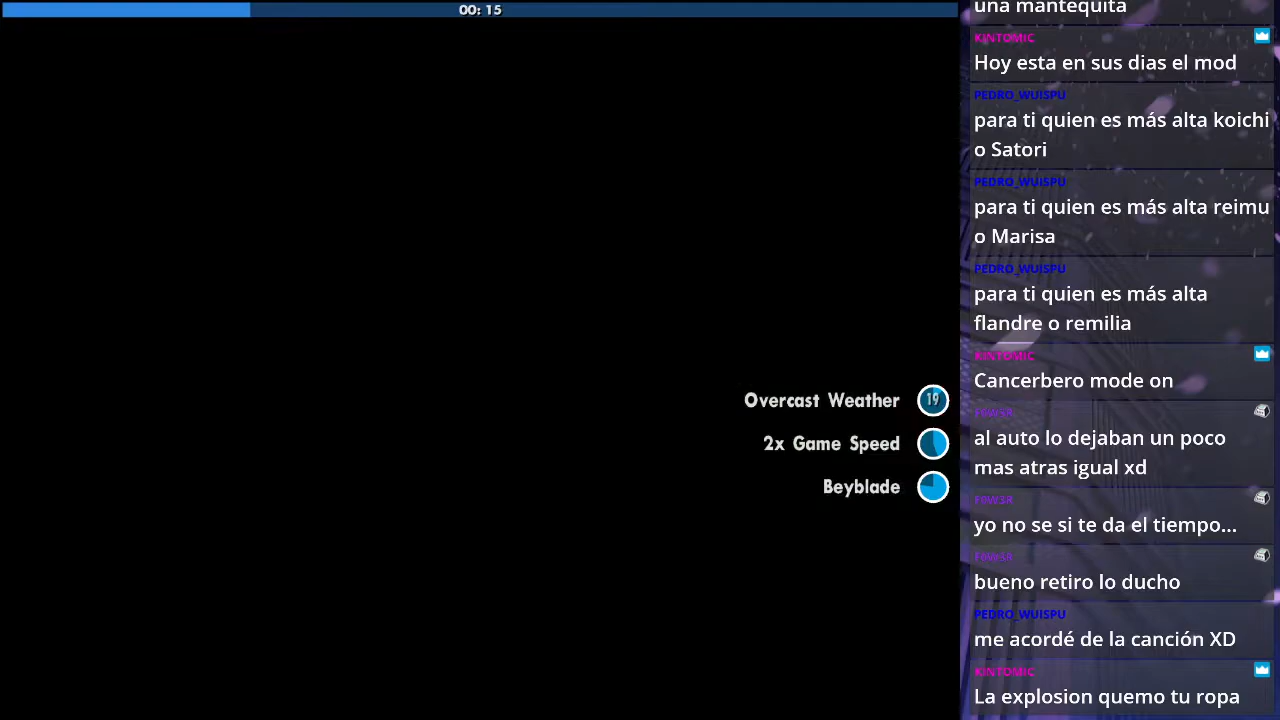 00: 15
Overcast Weather 19
2x Game Speed
Beyblade
una mantequita
KINTOMIC
Hoy esta en sus dias el mod
PEDRO_WUISPU
para ti quien es más alta koichi
o Satori
PEDRO_WUISPU
para ti quien es más alta reimu
o Marisa
PEDRO_WUISPU
para ti quien es más alta
flandre o remilia
KINTOMIC
Cancerbero mode on
F0W3R
al auto lo dejaban un poco
mas atras igual xd
F0W3R
yo no se si te da el tiempo...
F0W3R
bueno retiro lo ducho
PEDRO_WUISPU
me acordé de la canción XD
KINTOMIC
La explosion quemo tu ropa